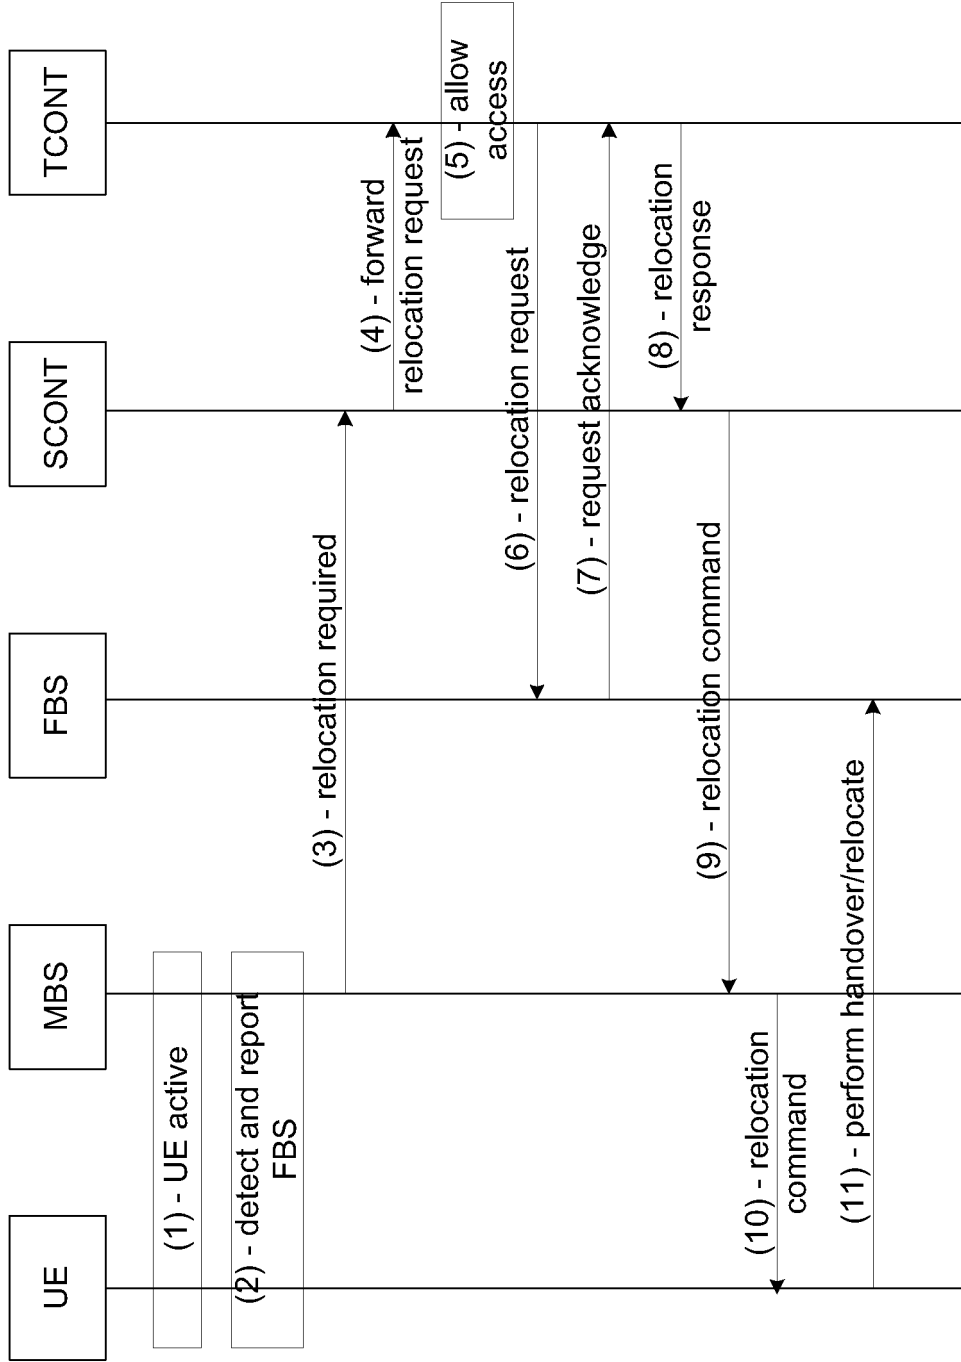 UE
MBS
FBS
SCONT
TCONT
(1) - UE active
(2) - detect and report
FBS
(3) - relocation required
(4) - forward
relocation request
(5) - allow
access
(6) - relocation request
(7) - request acknowledge
(8) - relocation
response
(9) - relocation command
(10) - relocation
command
(11) - perform handover/relocate